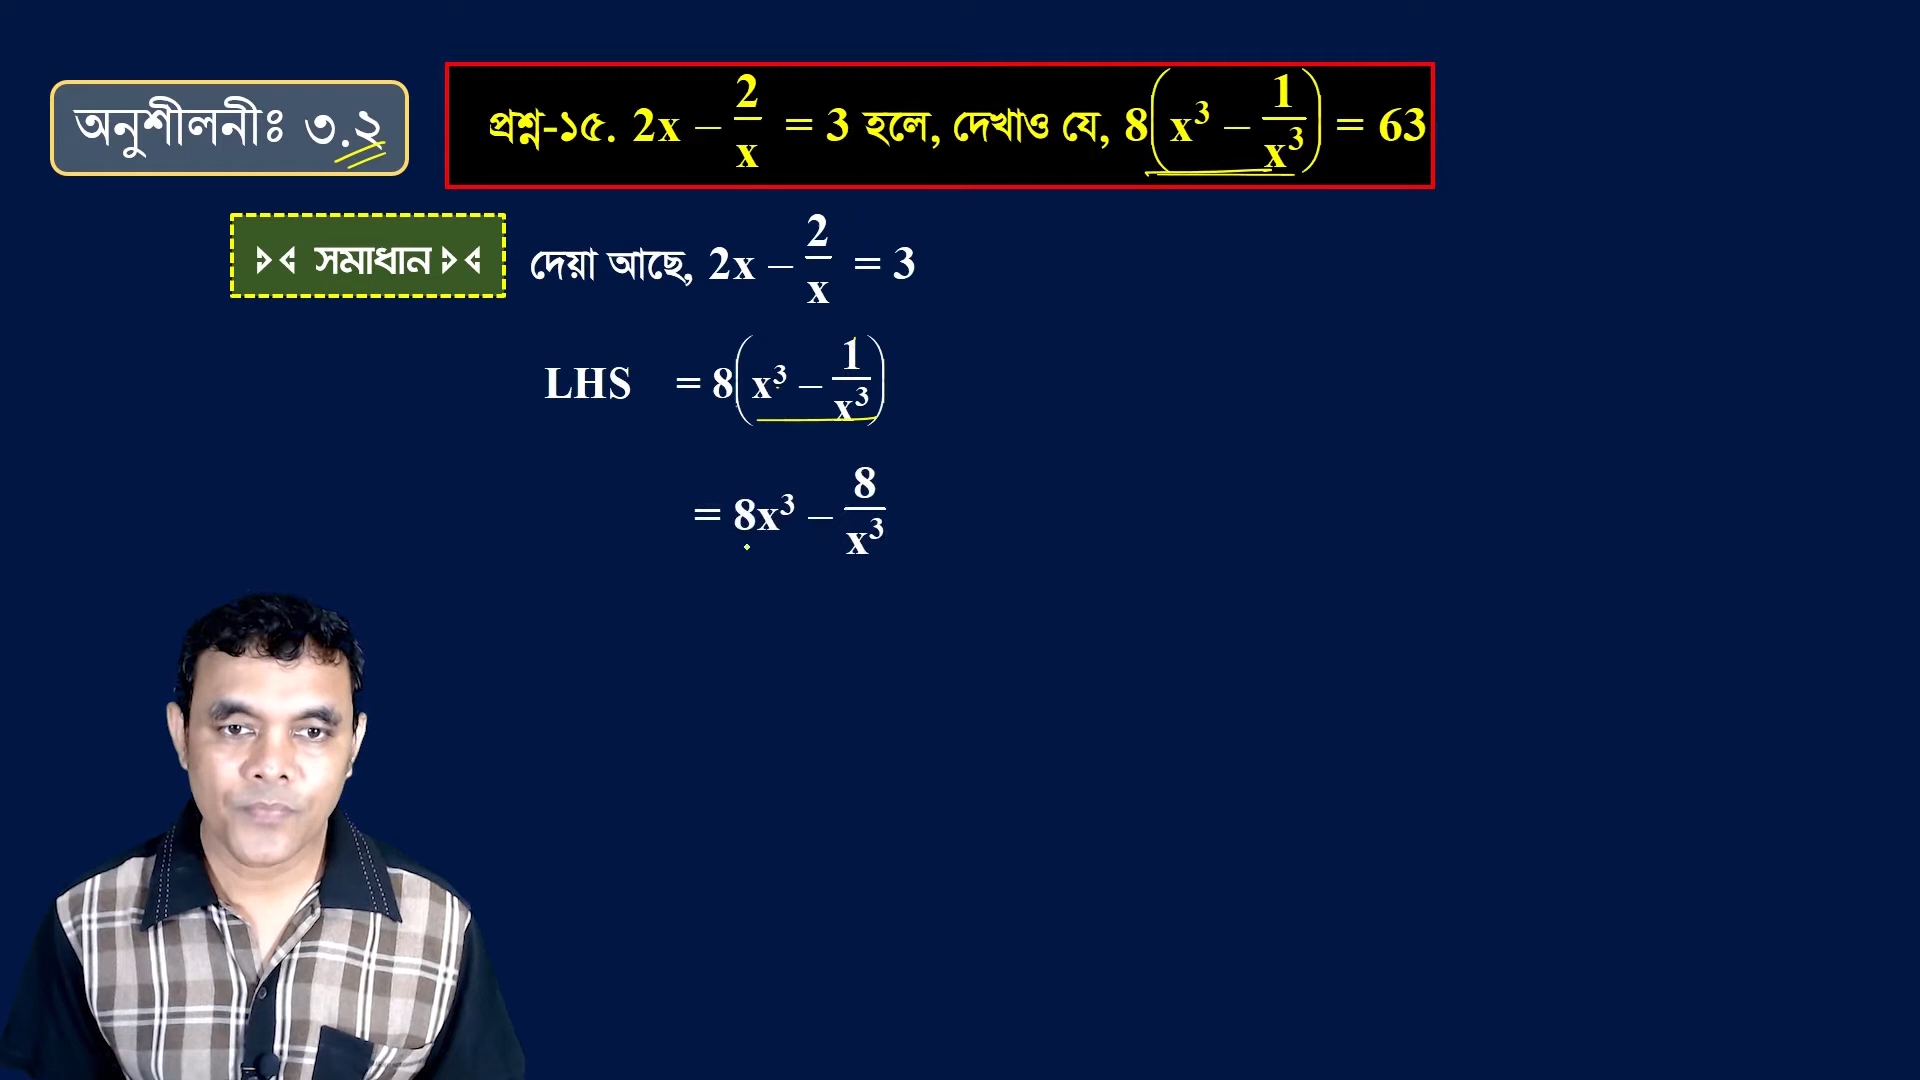 অনুশীলনীঃ ৩.২
প্রশ্ন-১৫. 2x – 2/x = 3 হলে, দেখাও যে, 8(x³ – 1/x³) = 63
সমাধান
দেয়া আছে, 2x – 2/x = 3
LHS = 8(x³ – 1/x³)
= 8x³ – 8/x³